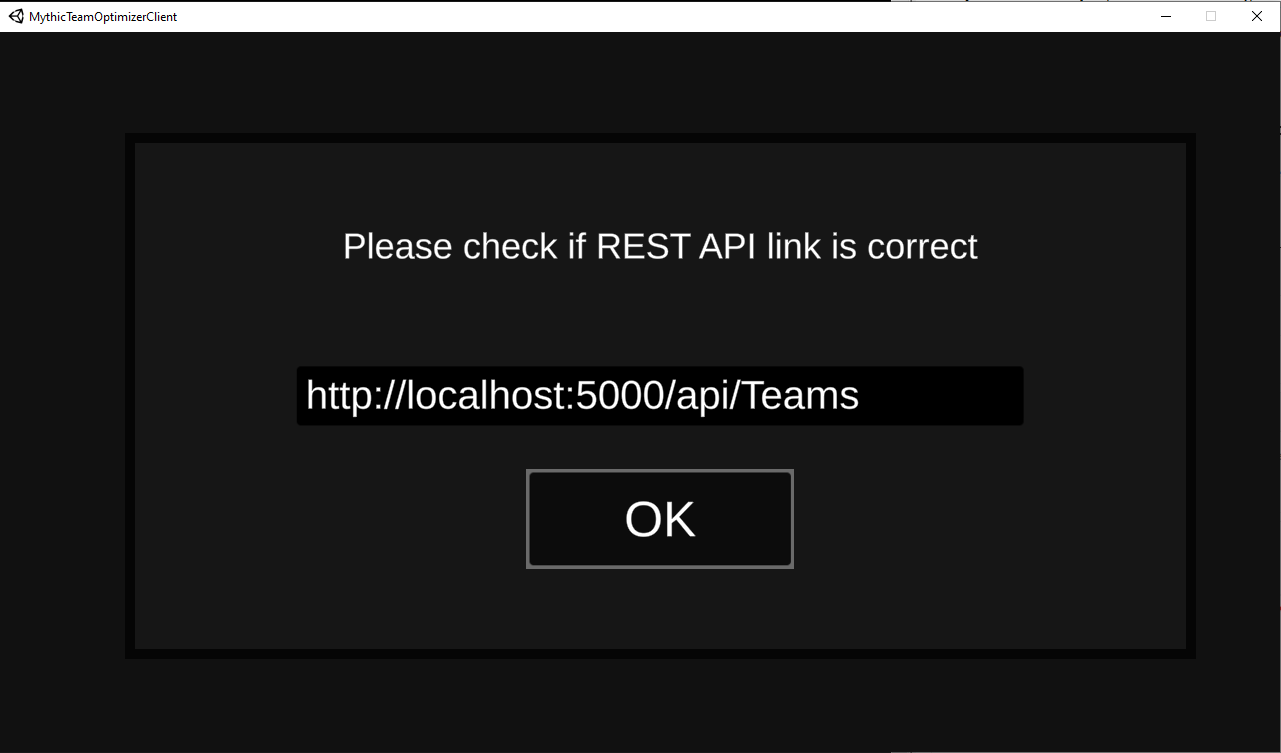 MythicTeamOptimizerClient
Please check if REST API link is correct
http://localhost:5000/api/Teams
OK